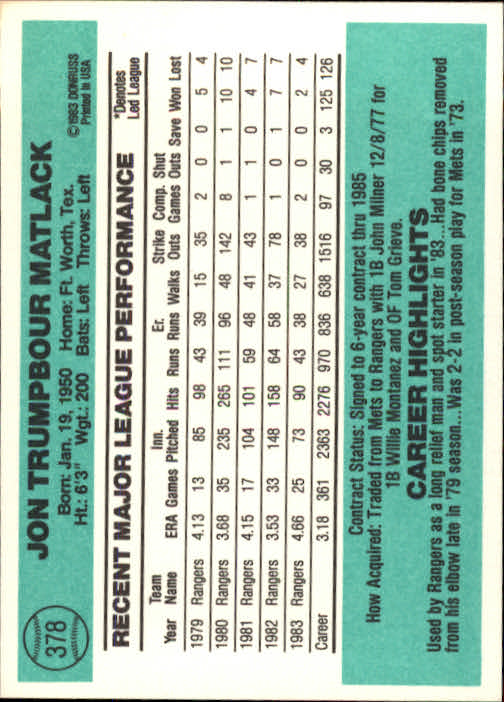 378
JON TRUMPBOUR MATLACK
Born: Jan. 19, 1950 Home: Ft. Worth, Tex.
Ht.: 6'3" Wgt.: 200 Bats: Left Throws: Left
©1983 DONRUSS
Printed In USA
RECENT MAJOR LEAGUE PERFORMANCE
*Denotes
Led League
Team Inn. Er. Strike Comp. Shut
Year Name ERA Games Pitched Hits Runs Runs Walks Outs Games Outs Save Won Lost
1979 Rangers 4.13 13 85 98 43 39 15 35 2 0 0 5 4
1980 Rangers 3.68 35 235 265 111 96 48 142 8 1 1 10 10
1981 Rangers 4.15 17 104 101 59 48 41 43 1 1 0 4 7
1982 Rangers 3.53 33 148 158 64 58 37 78 1 0 1 7 7
1983 Rangers 4.66 25 73 90 43 38 27 38 2 0 0 2 4
Career 3.18 361 2363 2276 970 836 638 1516 97 30 3 125 126
Contract Status: Signed to 6-year contract thru 1985
How Acquired: Traded from Mets to Rangers with 1B John Milner 12/8/77 for
1B Willie Montanez and OF Tom Grieve.
CAREER HIGHLIGHTS
Used by Rangers as a long relief man and spot starter in '83...Had bone chips removed
from his elbow late in '79 season...Was 2-2 in post-season play for Mets in '73.